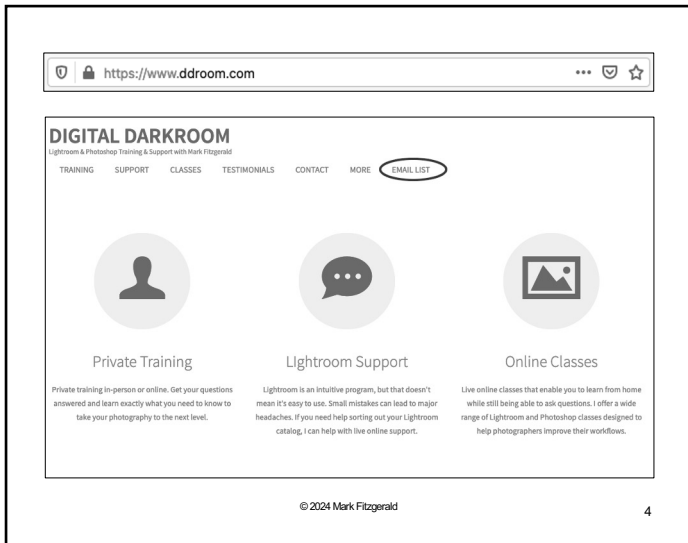 https://www.ddroom.com
DIGITAL DARKROOM
Lightroom & Photoshop Training & Support with Mark Fitzgerald
TRAINING SUPPORT CLASSES TESTIMONIALS CONTACT MORE EMAIL LIST
Private Training
Private training in-person or online. Get your questions
answered and learn exactly what you need to know to
take your photography to the next level.
LIghtroom Support
Lightroom is an intuitive program, but that doesn't
mean it's easy to use. Small mistakes can lead to major
headaches. If you need help sorting out your Lightroom
catalog, I can help with live online support.
Online Classes
Live online classes that enable you to learn from home
while still being able to ask questions. I offer a wide
range of Lightroom and Photoshop classes designed to
help photographers improve their workflows.
© 2024 Mark Fitzgerald
4